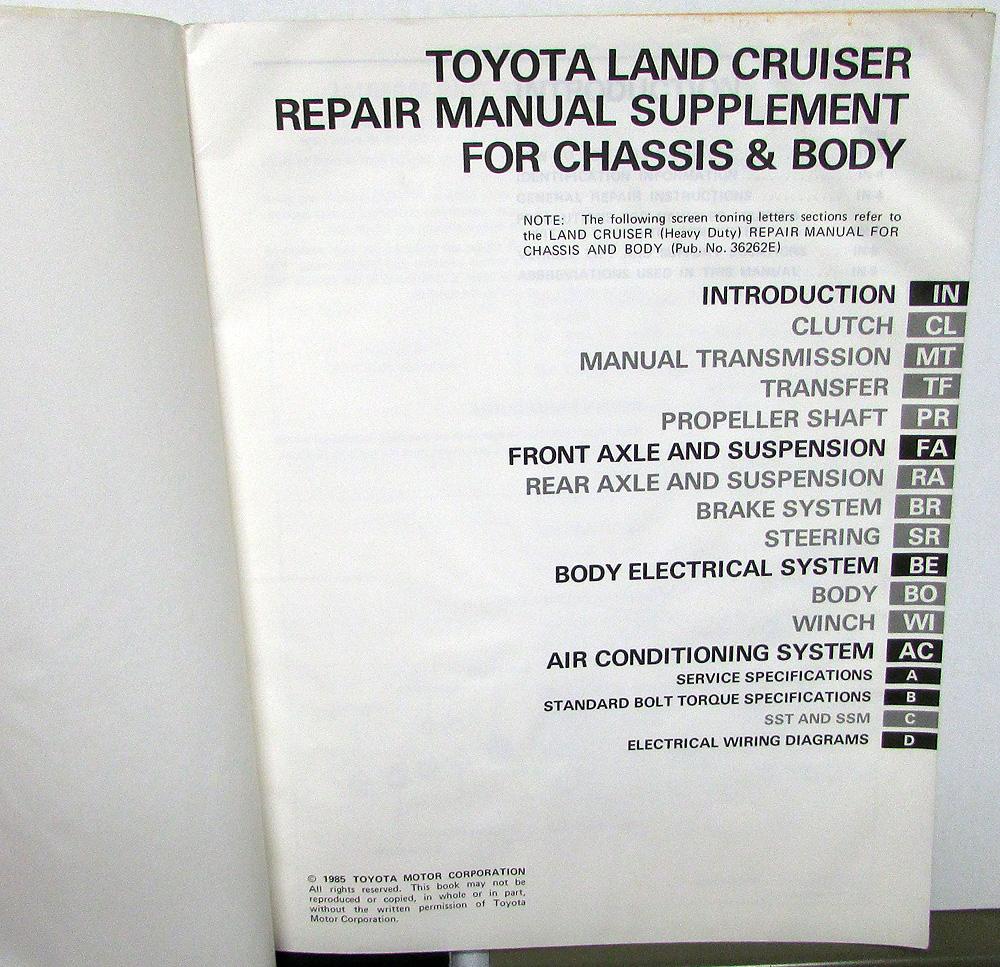 TOYOTA LAND CRUISER
REPAIR MANUAL SUPPLEMENT
FOR CHASSIS & BODY
NOTE: The following screen toning letters sections refer to
the LAND CRUISER (Heavy Duty) REPAIR MANUAL FOR
CHASSIS AND BODY (Pub. No. 36262E)
INTRODUCTION IN
CLUTCH CL
MANUAL TRANSMISSION MT
TRANSFER TF
PROPELLER SHAFT PR
FRONT AXLE AND SUSPENSION FA
REAR AXLE AND SUSPENSION RA
BRAKE SYSTEM BR
STEERING SR
BODY ELECTRICAL SYSTEM BE
BODY BO
WINCH WI
AIR CONDITIONING SYSTEM AC
SERVICE SPECIFICATIONS A
STANDARD BOLT TORQUE SPECIFICATIONS B
SST AND SSM C
ELECTRICAL WIRING DIAGRAMS D
© 1985 TOYOTA MOTOR CORPORATION
All rights reserved. This book may not be
reproduced or copied, in whole or in part,
without the written permission of Toyota
Motor Corporation.